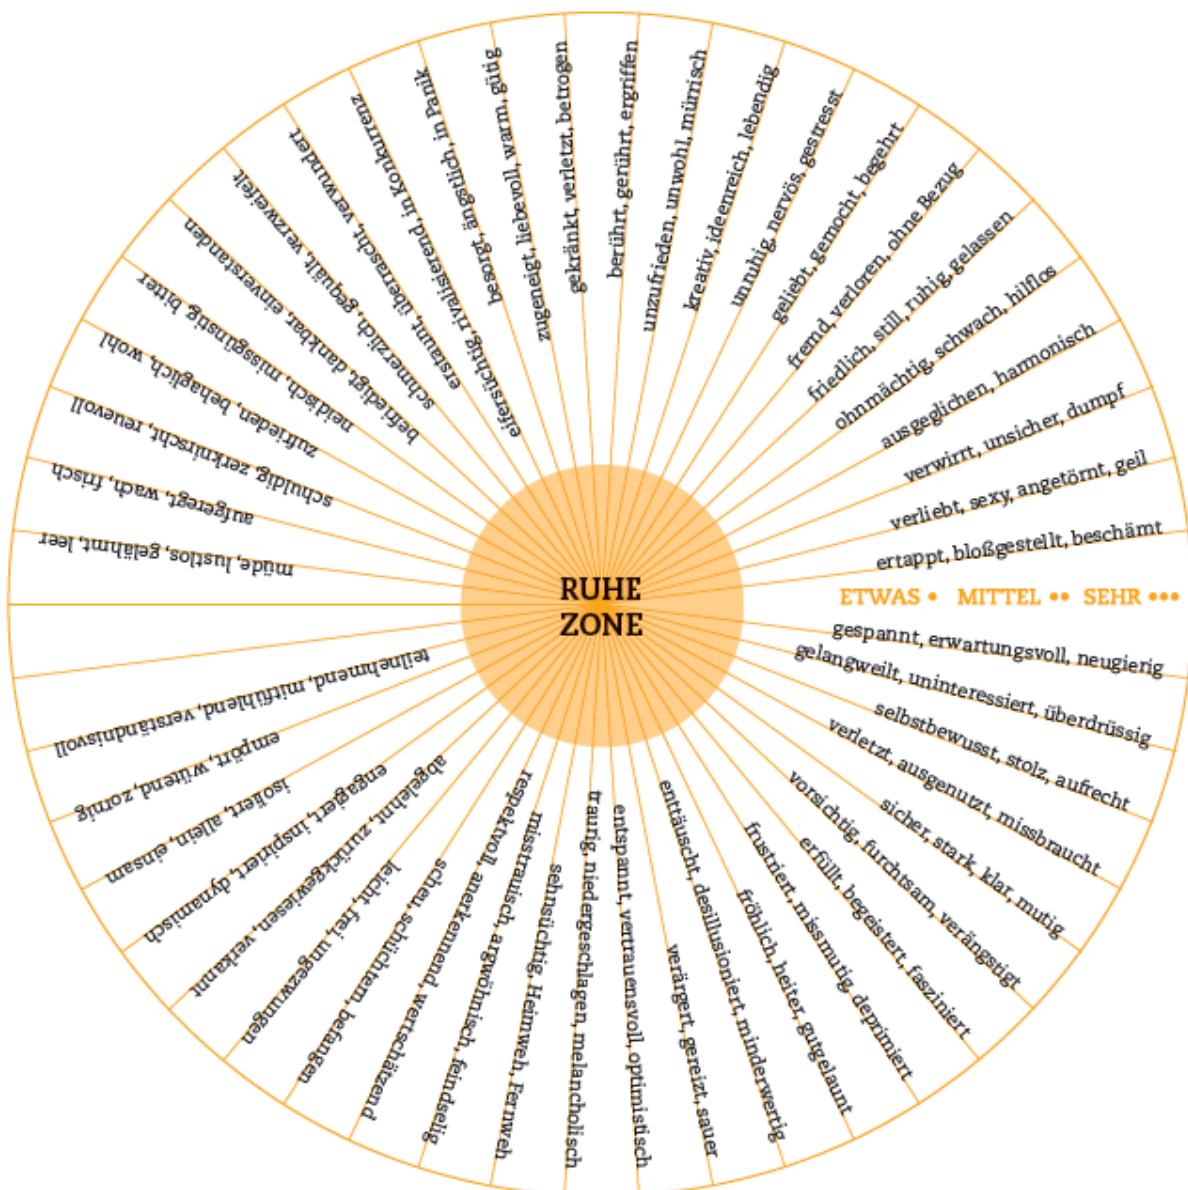 RUHE
ZONE
ETWAS • MITTEL •• SEHR •••
gespannt, erwartungsvoll, neugierig
gelangweilt, uninteressiert, überdrüssig
selbstbewusst, stolz, aufrecht
verletzt, ausgenutzt, missbraucht
sicher, stark, klar, mutig
vorsichtig, furchtsam, verängstigt
erfüllt, begeistert, fasziniert
frustriert, missmutig, deprimiert
fröhlich, heiter, gutgelaunt
enttäuscht, desillusioniert, minderwertig
verärgert, gereizt, sauer
entspannt, vertrauensvoll, optimistisch
traurig, niedergeschlagen, melancholisch
sehnsüchtig, Heimweh, Fernweh
misstrauisch, argwöhnisch, feindselig
respektvoll, anerkennend, wertschätzend
scheu, schüchtern, befangen
leicht, frei, ungezwungen
abgelehnt, zurückgewiesen, verkannt
engagiert, inspiriert, dynamisch
isoliert, allein, einsam
empört, wütend, zornig
teilnehmend, mitfühlend, verständnisvoll
müde, lustlos, gelähmt, leer
aufgeregt, wach, frisch
schuldig, zerknirscht, reuevoll
zufrieden, behaglich, wohl
neidisch, missgünstig, bitter
befriedigt, dankbar, einverstanden
schmerzlich, gequält, verzweifelt
erstaunt, überrascht, verwundert
eifersüchtig, rivalisierend, in Konkurrenz
besorgt, ängstlich, in Panik
zugeneigt, liebevoll, warm, gütig
gekränkt, verletzt, betrogen
berührt, gerührt, ergriffen
unzufrieden, unwohl, mürrisch
kreativ, ideenreich, lebendig
unruhig, nervös, gestresst
geliebt, gemocht, begehrt
fremd, verloren, ohne Bezug
friedlich, still, ruhig, gelassen
ohnmächtig, schwach, hilflos
ausgeglichen, harmonisch
verwirrt, unsicher, dumpf
verliebt, sexy, angetörnt, geil
ertappt, bloßgestellt, beschämt